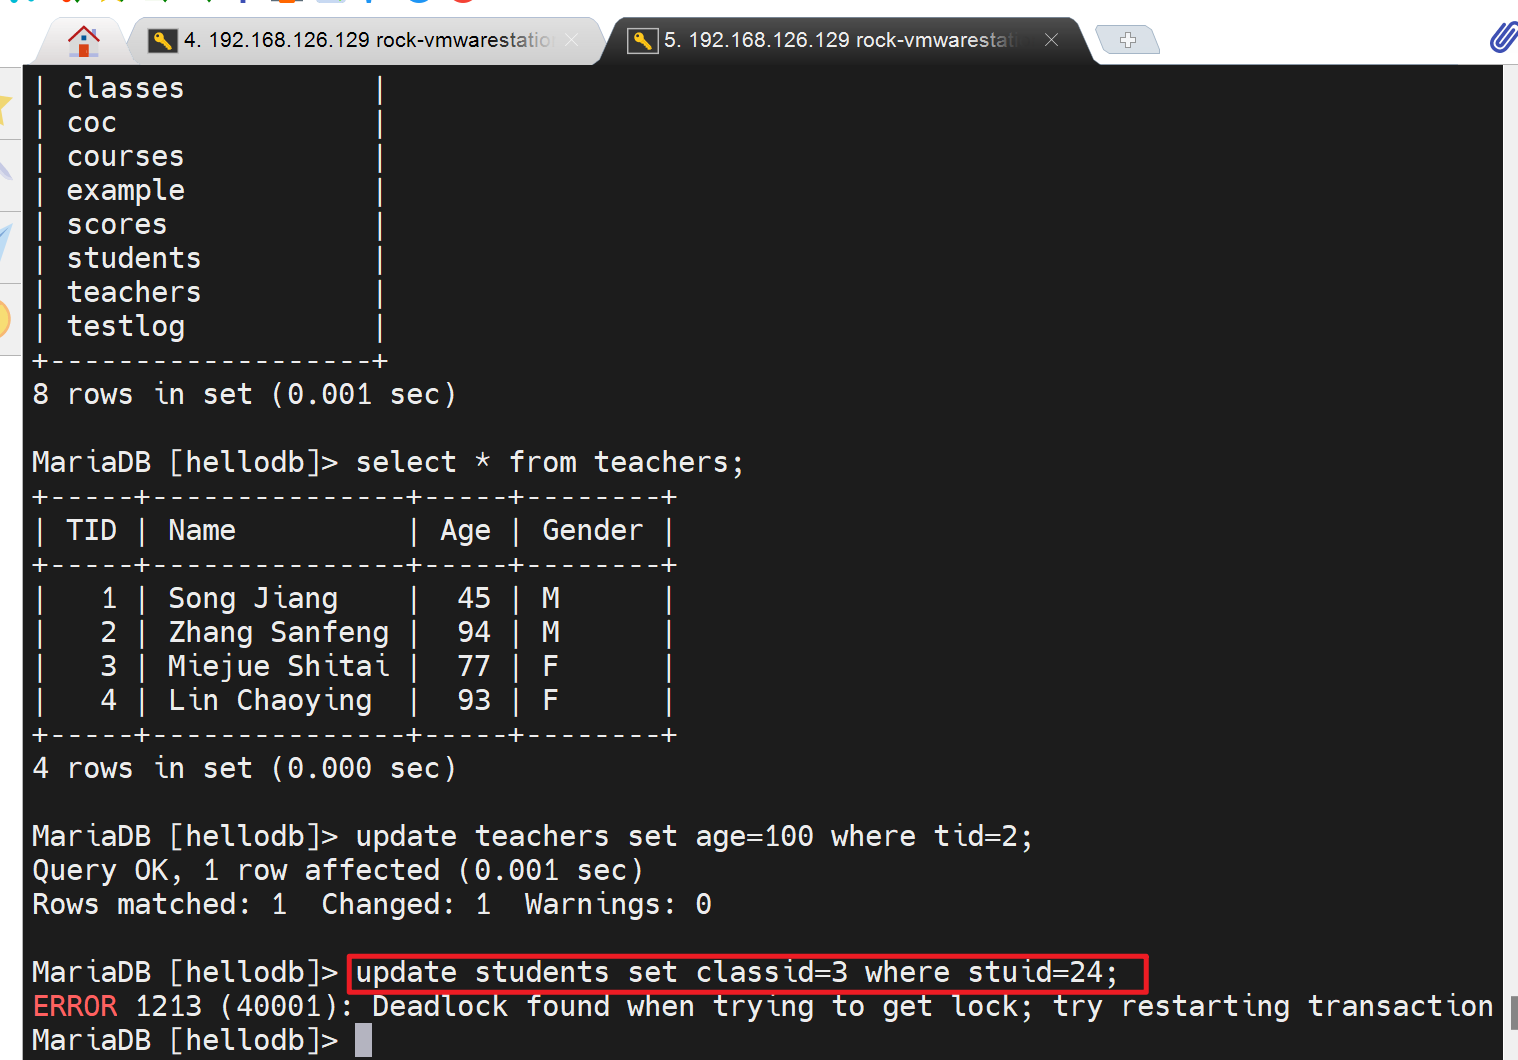 4. 192.168.126.129 rock-vmwarestatio
5. 192.168.126.129 rock-vmwarestati
| classes            |
| coc                |
| courses            |
| example            |
| scores             |
| students           |
| teachers           |
| testlog            |
+-------------------+
8 rows in set (0.001 sec)
MariaDB [hellodb]> select * from teachers;
+-----+---------------+-----+--------+
| TID | Name          | Age | Gender |
+-----+---------------+-----+--------+
|   1 | Song Jiang    |  45 | M      |
|   2 | Zhang Sanfeng |  94 | M      |
|   3 | Miejue Shitai |  77 | F      |
|   4 | Lin Chaoying  |  93 | F      |
+-----+---------------+-----+--------+
4 rows in set (0.000 sec)
MariaDB [hellodb]> update teachers set age=100 where tid=2;
Query OK, 1 row affected (0.001 sec)
Rows matched: 1  Changed: 1  Warnings: 0
MariaDB [hellodb]> update students set classid=3 where stuid=24;
ERROR 1213 (40001): Deadlock found when trying to get lock; try restarting transaction
MariaDB [hellodb]>